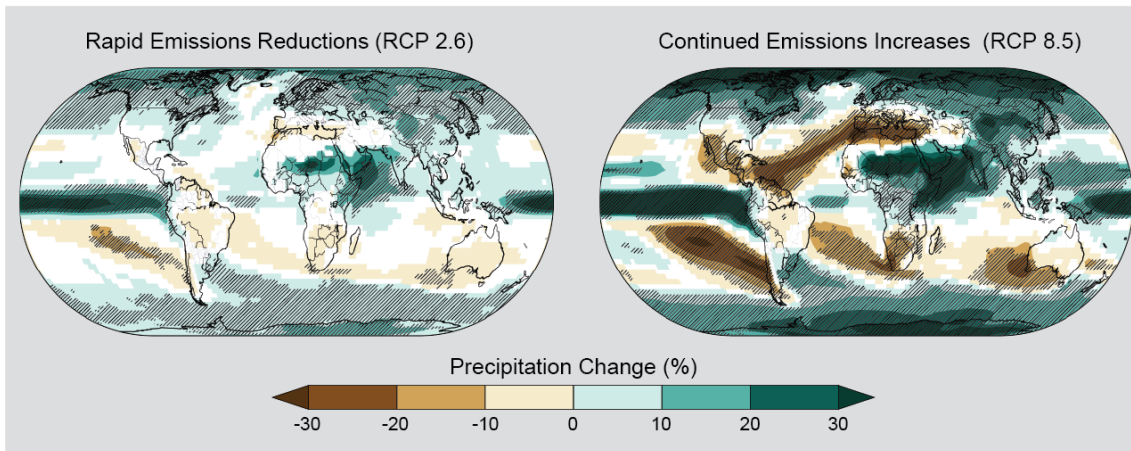 Rapid Emissions Reductions (RCP 2.6)
Continued Emissions Increases (RCP 8.5)
Precipitation Change (%)
-30 -20 -10 0 10 20 30